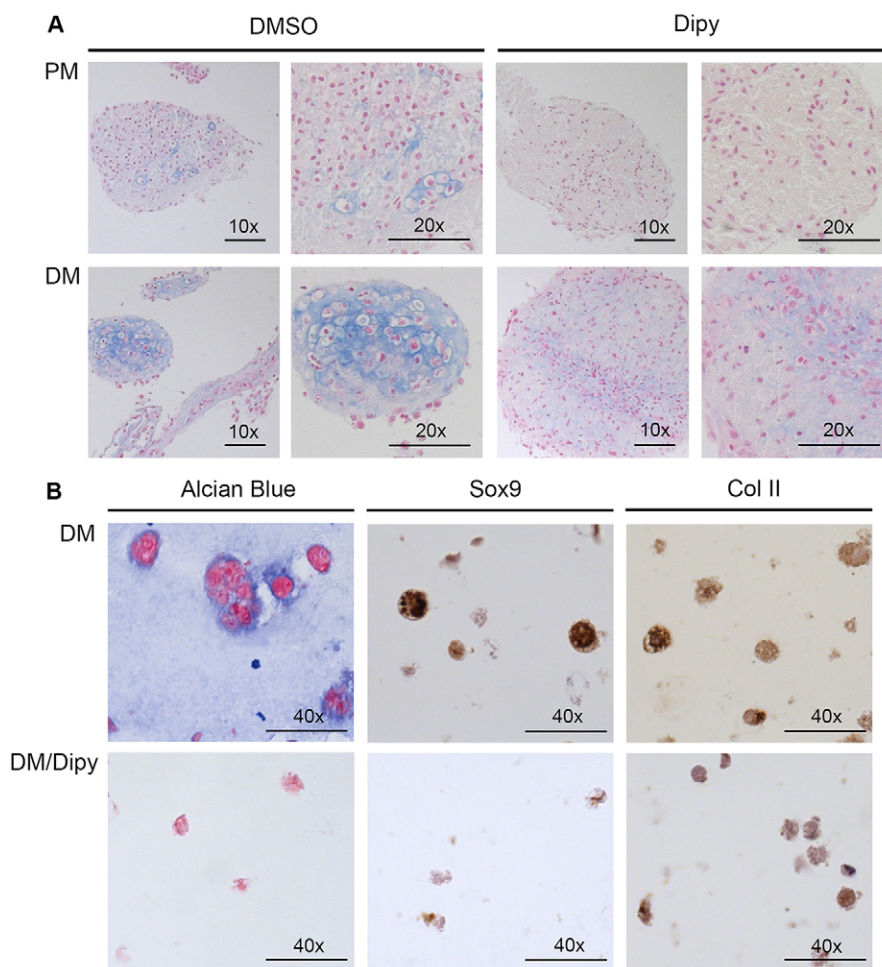 A
DMSO Dipy
PM
10x 20x 10x 20x
DM
10x 20x 10x 20x
B
Alcian Blue Sox9 Col II
DM
40x 40x 40x
DM/Dipy
40x 40x 40x